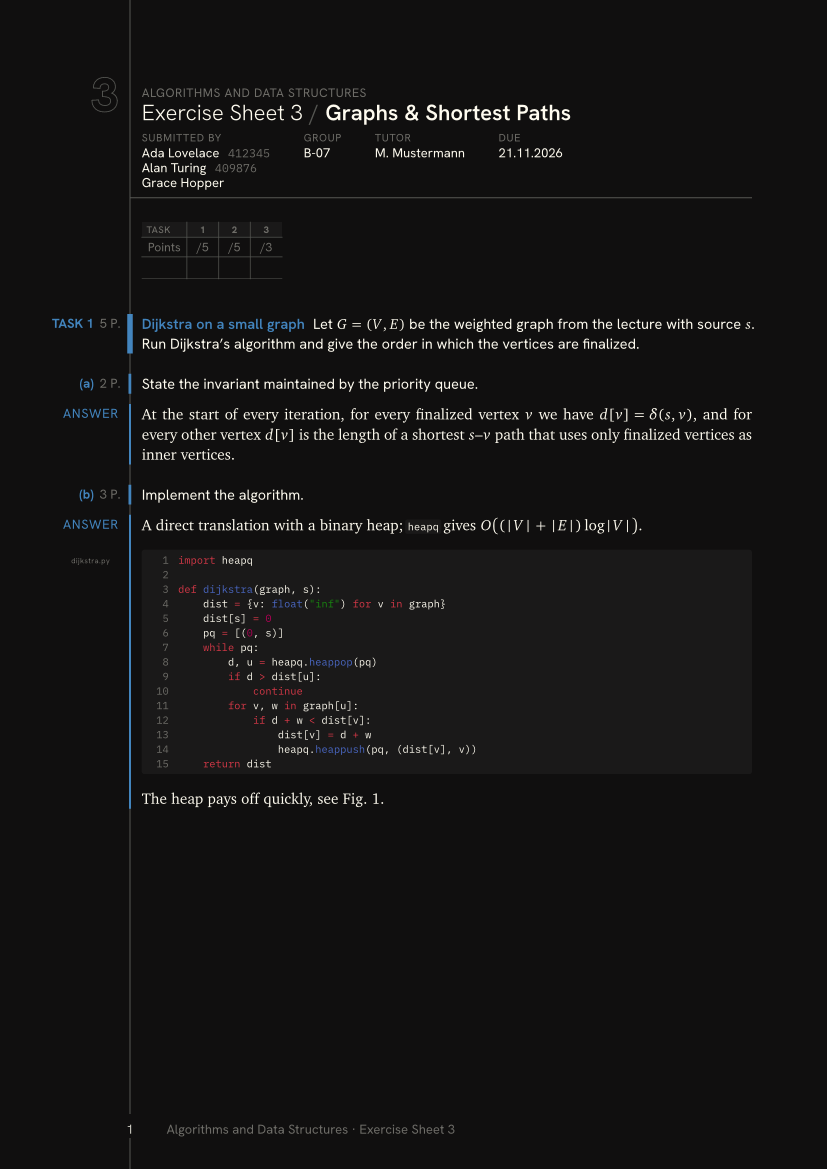 3
ALGORITHMS AND DATA STRUCTURES
Exercise Sheet 3 / Graphs & Shortest Paths
SUBMITTED BY GROUP TUTOR DUE
Ada Lovelace 412345 B-07 M. Mustermann 21.11.2026
Alan Turing 409876
Grace Hopper
TASK 1 2 3
Points /5 /5 /3
TASK 1 5 P. Dijkstra on a small graph Let G = (V, E) be the weighted graph from the lecture with source s.
Run Dijkstra's algorithm and give the order in which the vertices are finalized.
(a) 2 P. State the invariant maintained by the priority queue.
ANSWER At the start of every iteration, for every finalized vertex v we have d[v] = δ(s, v), and for
every other vertex d[v] is the length of a shortest s–v path that uses only finalized vertices as
inner vertices.
(b) 3 P. Implement the algorithm.
ANSWER A direct translation with a binary heap; heapq gives O((|V| + |E|) log|V|).
dijkstra.py
1 import heapq
2
3 def dijkstra(graph, s):
4     dist = {v: float("inf") for v in graph}
5     dist[s] = 0
6     pq = [(0, s)]
7     while pq:
8         d, u = heapq.heappop(pq)
9         if d > dist[u]:
10             continue
11         for v, w in graph[u]:
12             if d + w < dist[v]:
13                 dist[v] = d + w
14                 heapq.heappush(pq, (dist[v], v))
15     return dist
The heap pays off quickly, see Fig. 1.
1 Algorithms and Data Structures · Exercise Sheet 3